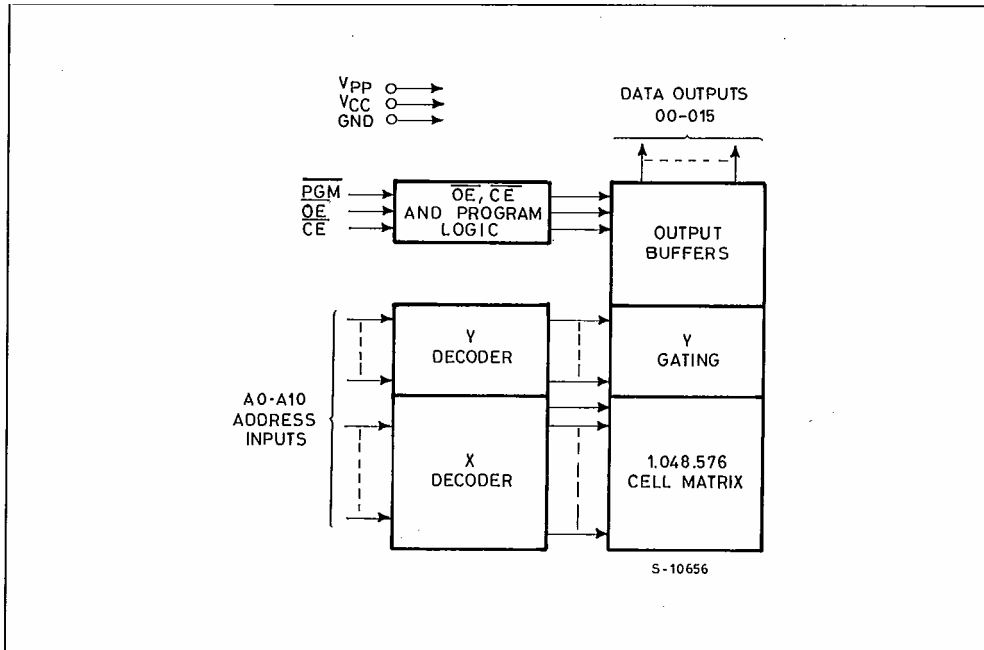 VPP
VCC
GND
DATA OUTPUTS
00-015
PGM
OE
CE
OE, CE
AND PROGRAM
LOGIC
OUTPUT
BUFFERS
Y
DECODER
Y
GATING
A0-A10
ADDRESS
INPUTS
X
DECODER
1.048.576
CELL MATRIX
S-10656